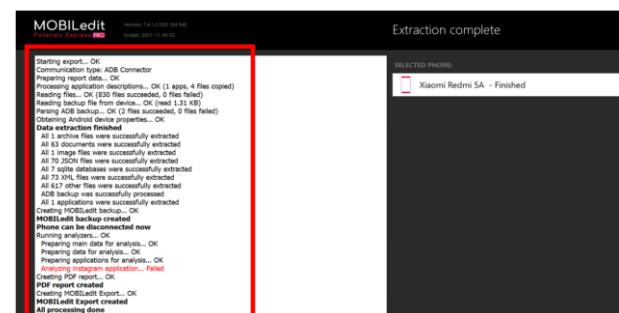 MOBILedit
Forensic Express PRO
Version: 7.4.1.21502 (64-bit)
Scripts: 2021-11-30-02
Extraction complete
SELECTED PHONE:
Xiaomi Redmi 5A - Finished
Starting export... OK
Communication type: ADB Connector
Preparing report data... OK
Processing application descriptions... OK (1 apps, 4 files copied)
Reading files... OK (830 files succeeded, 0 files failed)
Reading backup file from device... OK (read 1.31 KB)
Parsing ADB backup... OK (2 files succeeded, 0 files failed)
Obtaining Android device properties... OK
Data extraction finished
All 1 archive files were successfully extracted
All 63 documents were successfully extracted
All 1 image files were successfully extracted
All 70 JSON files were successfully extracted
All 7 sqlite databases were successfully extracted
All 73 XML files were successfully extracted
All 617 other files were successfully extracted
ADB backup was successfully processed
All 1 applications were successfully extracted
Creating MOBILedit backup... OK
MOBILedit backup created
Phone can be disconnected now
Running analyzers... OK
Preparing main data for analysis... OK
Preparing data for analysis... OK
Preparing applications for analysis... OK
Analyzing instagram application... Failed
Creating PDF report... OK
PDF report created
Creating MOBILedit Export... OK
MOBILedit Export created
All processing done